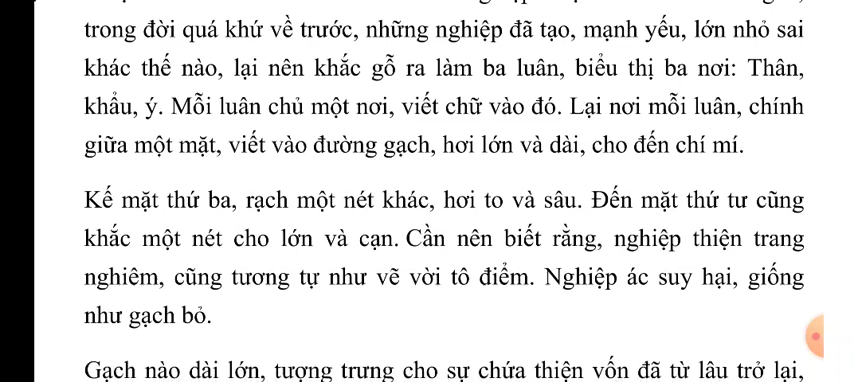 trong đời quá khứ về trước, những nghiệp đã tạo, mạnh yếu, lớn nhỏ sai
khác thế nào, lại nên khắc gỗ ra làm ba luân, biểu thị ba nơi: Thân,
khẩu, ý. Mỗi luân chủ một nơi, viết chữ vào đó. Lại nơi mỗi luân, chính
giữa một mặt, viết vào đường gạch, hơi lớn và dài, cho đến chí mí.
Kế mặt thứ ba, rạch một nét khác, hơi to và sâu. Đến mặt thứ tư cũng
khắc một nét cho lớn và cạn. Cần nên biết rằng, nghiệp thiện trang
nghiêm, cũng tương tự như vẽ vời tô điểm. Nghiệp ác suy hại, giống
như gạch bỏ.
Gạch nào dài lớn, tượng trưng cho sự chứa thiện vốn đã từ lâu trở lại,